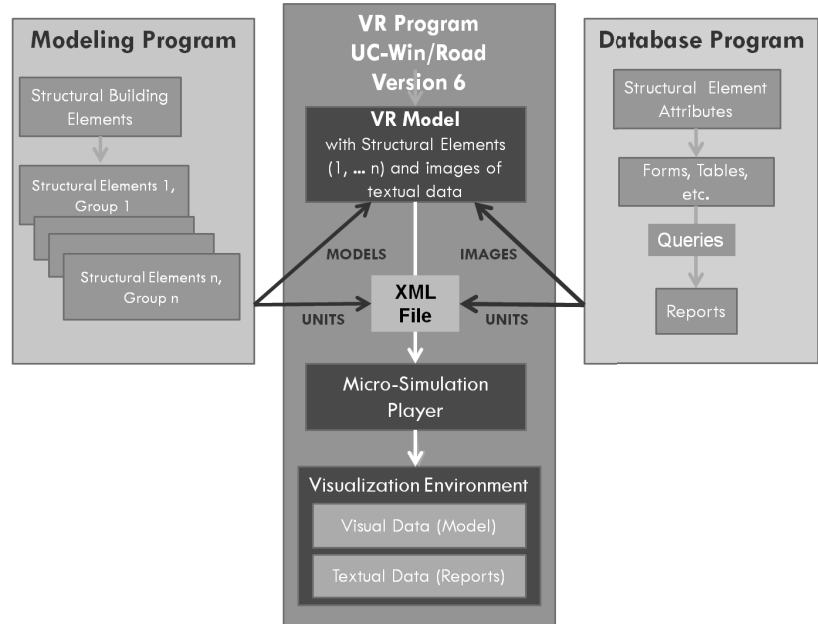 Modeling Program
Structural Building
Elements
Structural Elements 1,
Group 1
Structural Elements n,
Group n
VR Program
UC-Win/Road
Version 6
VR Model
with Structural Elements
(1, ... n) and images of
textual data
MODELS
IMAGES
UNITS
XML
File
UNITS
Micro-Simulation
Player
Visualization Environment
Visual Data (Model)
Textual Data (Reports)
Database Program
Structural Element
Attributes
Forms, Tables,
etc.
Queries
Reports